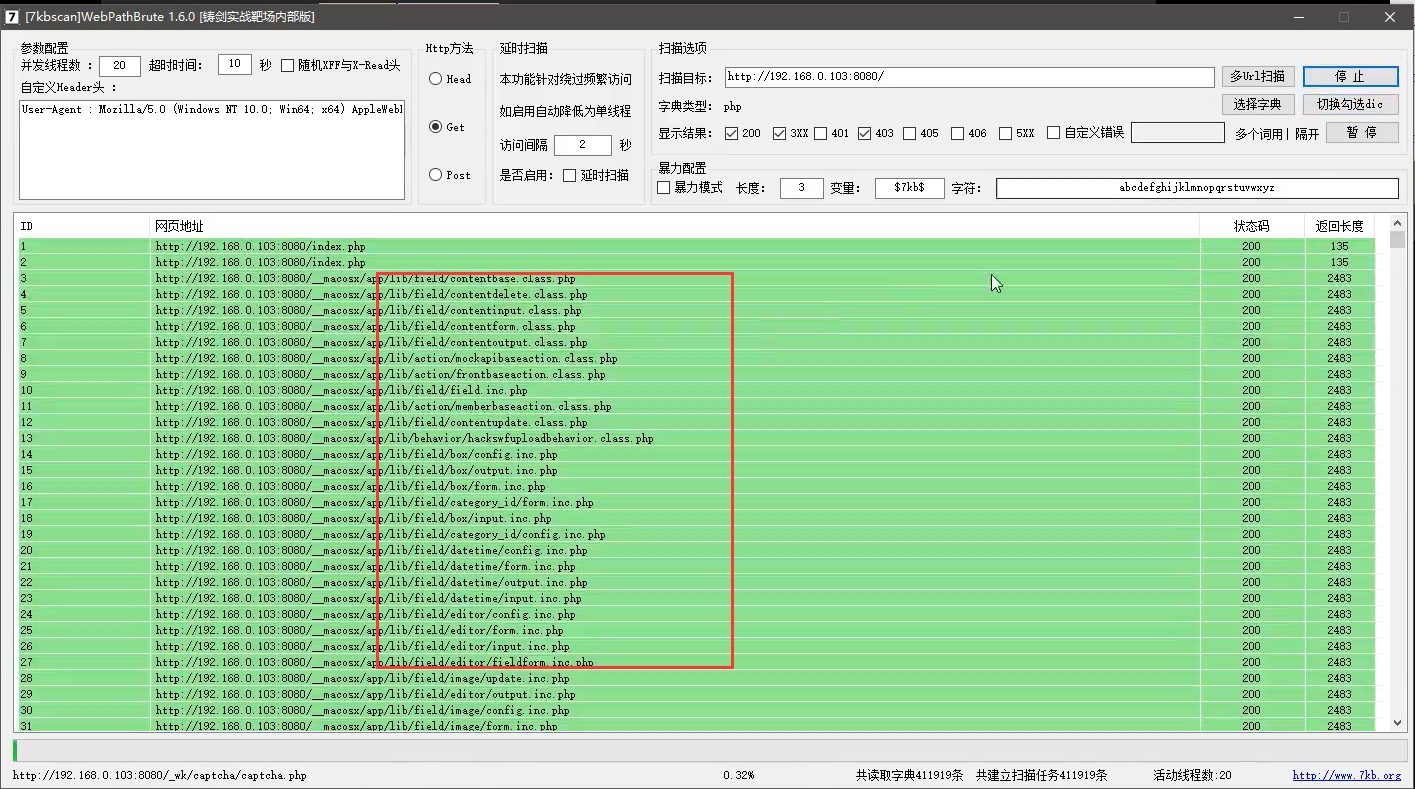 [7kbscan]WebPathBrute 1.6.0 [铸剑实战靶场内部版]
参数配置
并发线程数 : 20 超时时间: 10 秒 随机XFF与X-Read头
自定义Header头 :
User-Agent : Mozilla/5.0 (Windows NT 10.0; Win64; x64) AppleWebl
Http方法
Head
Get
Post
延时扫描
本功能针对绕过频繁访问
如启用自动降低为单线程
访问间隔 2 秒
是否启用: 延时扫描
扫描选项
扫描目标: http://192.168.0.103:8080/ 多Url扫描 停 止
字典类型: php 选择字典 切换勾选dic
显示结果: 200 3XX 401 403 405 406 5XX 自定义错误 多个词用| 隔开 暂 停
暴力配置
暴力模式 长度: 3 变量: $7kb$ 字符: abcdefghijklmnopqrstuvwxyz
ID 网页地址 状态码 返回长度
1 http://192.168.0.103:8080/index.php 200 135
2 http://192.168.0.103:8080/index.php 200 135
3 http://192.168.0.103:8080/__macosx/app/lib/field/contentbase.class.php 200 2483
4 http://192.168.0.103:8080/__macosx/app/lib/field/contentdelete.class.php 200 2483
5 http://192.168.0.103:8080/__macosx/app/lib/field/contentinput.class.php 200 2483
6 http://192.168.0.103:8080/__macosx/app/lib/field/contentform.class.php 200 2483
7 http://192.168.0.103:8080/__macosx/app/lib/field/contentoutput.class.php 200 2483
8 http://192.168.0.103:8080/__macosx/app/lib/action/mockapibaseaction.class.php 200 2483
9 http://192.168.0.103:8080/__macosx/app/lib/action/frontbaseaction.class.php 200 2483
10 http://192.168.0.103:8080/__macosx/app/lib/field/field.inc.php 200 2483
11 http://192.168.0.103:8080/__macosx/app/lib/action/memberbaseaction.class.php 200 2483
12 http://192.168.0.103:8080/__macosx/app/lib/field/contentupdate.class.php 200 2483
13 http://192.168.0.103:8080/__macosx/app/lib/behavior/hackswfuploadbehavior.class.php 200 2483
14 http://192.168.0.103:8080/__macosx/app/lib/field/box/config.inc.php 200 2483
15 http://192.168.0.103:8080/__macosx/app/lib/field/box/output.inc.php 200 2483
16 http://192.168.0.103:8080/__macosx/app/lib/field/box/form.inc.php 200 2483
17 http://192.168.0.103:8080/__macosx/app/lib/field/category_id/form.inc.php 200 2483
18 http://192.168.0.103:8080/__macosx/app/lib/field/box/input.inc.php 200 2483
19 http://192.168.0.103:8080/__macosx/app/lib/field/category_id/config.inc.php 200 2483
20 http://192.168.0.103:8080/__macosx/app/lib/field/datetime/config.inc.php 200 2483
21 http://192.168.0.103:8080/__macosx/app/lib/field/datetime/form.inc.php 200 2483
22 http://192.168.0.103:8080/__macosx/app/lib/field/datetime/output.inc.php 200 2483
23 http://192.168.0.103:8080/__macosx/app/lib/field/datetime/input.inc.php 200 2483
24 http://192.168.0.103:8080/__macosx/app/lib/field/editor/config.inc.php 200 2483
25 http://192.168.0.103:8080/__macosx/app/lib/field/editor/form.inc.php 200 2483
26 http://192.168.0.103:8080/__macosx/app/lib/field/editor/input.inc.php 200 2483
27 http://192.168.0.103:8080/__macosx/app/lib/field/editor/fieldform.inc.php 200 2483
28 http://192.168.0.103:8080/__macosx/app/lib/field/image/update.inc.php 200 2483
29 http://192.168.0.103:8080/__macosx/app/lib/field/editor/output.inc.php 200 2483
30 http://192.168.0.103:8080/__macosx/app/lib/field/image/config.inc.php 200 2483
31 http://192.168.0.103:8080/__macosx/app/lib/field/image/form.inc.php 200 2483
http://192.168.0.103:8080/_wk/captcha/captcha.php 0.32% 共读取字典411919条 共建立扫描任务411919条 活动线程数:20 http://www.7kb.org